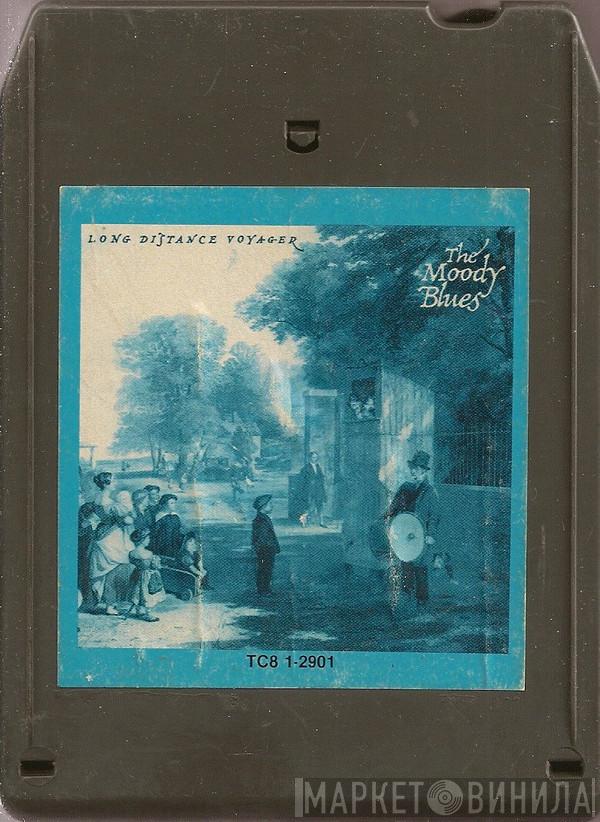 LONG DISTANCE VOYAGER
The
Moody
Blues
TC8 1-2901
МАРКЕТ ВИНИЛА